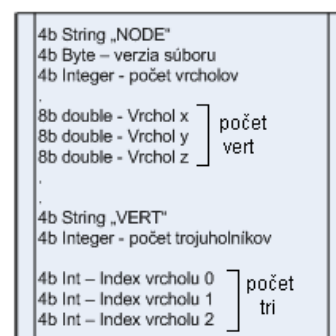 4b String „NODE"
4b Byte – verzia súboru
4b Integer - počet vrcholov
.
8b double - Vrchol x
8b double - Vrchol y
8b double - Vrchol z
počet
vert
.
.
4b String „VERT"
4b Integer - počet trojuholníkov
4b Int – Index vrcholu 0
4b Int – Index vrcholu 1
4b Int – Index vrcholu 2
počet
tri